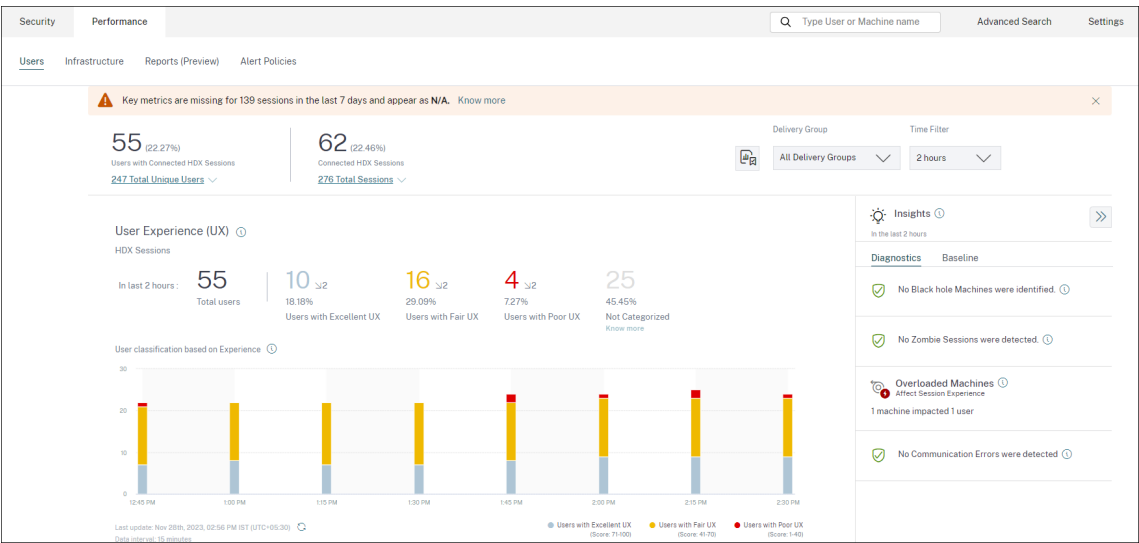 Security
Performance
Type User or Machine name
Advanced Search
Settings
Users
Infrastructure
Reports (Preview)
Alert Policies
Key metrics are missing for 139 sessions in the last 7 days and appear as N/A. Know more
55 (22.27%)
Users with Connected HDX Sessions
247 Total Unique Users
62 (22.46%)
Connected HDX Sessions
276 Total Sessions
Delivery Group
All Delivery Groups
Time Filter
2 hours
User Experience (UX)
HDX Sessions
In last 2 hours :
55
Total users
10 2
18.18%
Users with Excellent UX
16 2
29.09%
Users with Fair UX
4 2
7.27%
Users with Poor UX
25
45.45%
Not Categorized
Know more
User classification based on Experience
30
20
10
0
12:45 PM
1:00 PM
1:15 PM
1:30 PM
1:45 PM
2:00 PM
2:15 PM
2:30 PM
Last update: Nov 28th, 2023, 02:56 PM IST (UTC+05:30)
Data interval: 15 minutes
Users with Excellent UX
(Score: 71-100)
Users with Fair UX
(Score: 41-70)
Users with Poor UX
(Score: 1-40)
Insights
In the last 2 hours
Diagnostics
Baseline
No Black hole Machines were identified.
No Zombie Sessions were detected.
Overloaded Machines
Affect Session Experience
1 machine impacted 1 user
No Communication Errors were detected